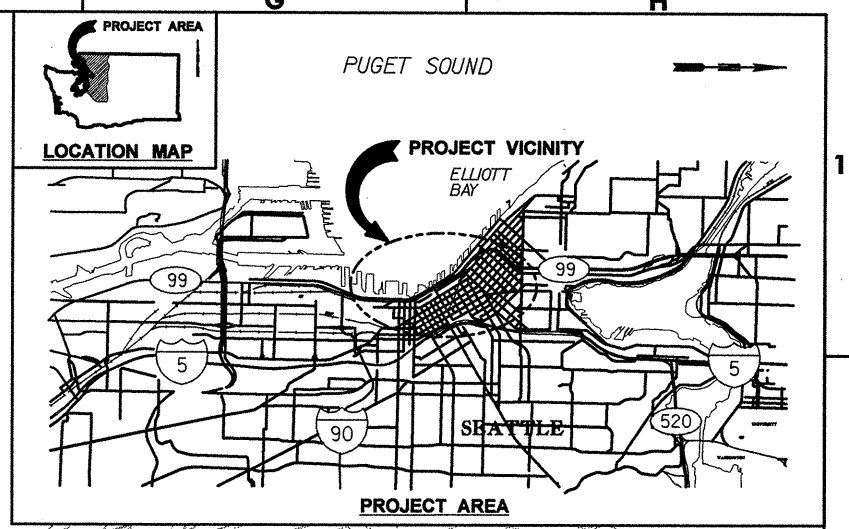 G
H
PROJECT AREA
PUGET SOUND
LOCATION MAP
PROJECT VICINITY
ELLIOTT
BAY
1
99
99
5
5
90
SEATTLE
520
PROJECT AREA